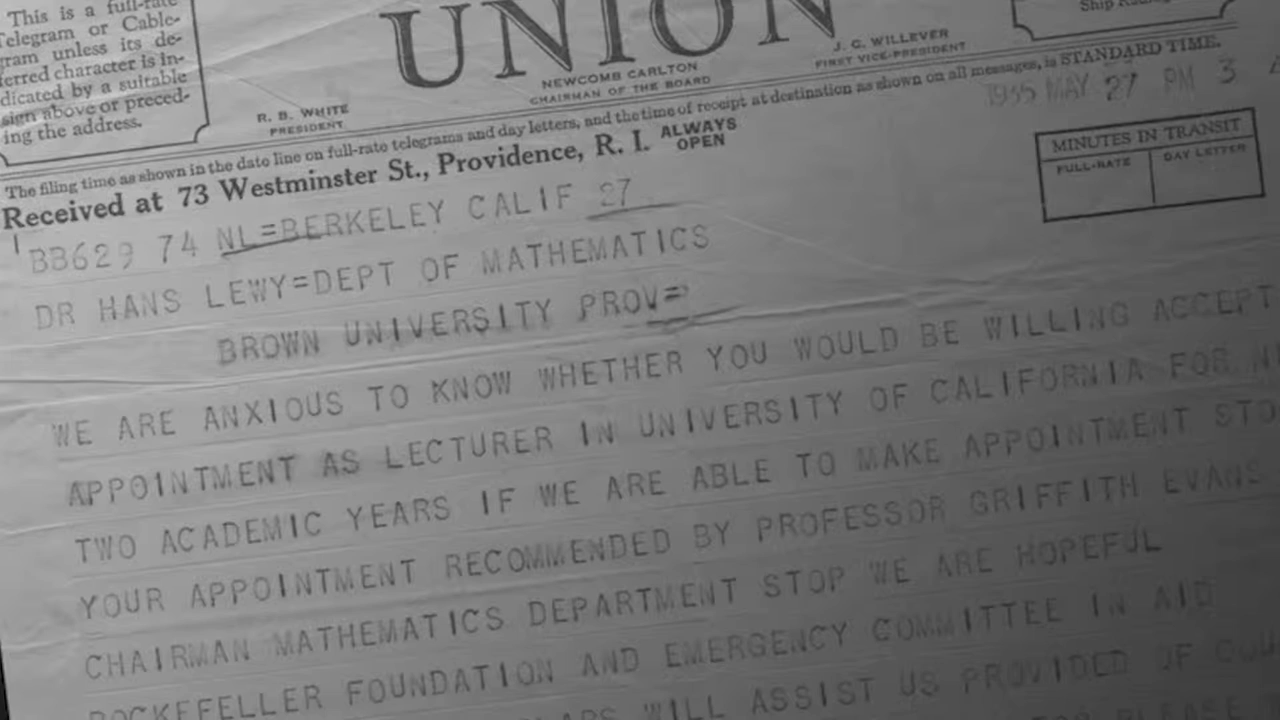 This is a full-rate
Telegram or Cable-
gram unless its de-
ferred character is in-
dicated by a suitable
sign above or preced-
ing the address.
UNION
R. B. WHITE
PRESIDENT
NEWCOMB CARLTON
CHAIRMAN OF THE BOARD
J. C. WILLEVER
FIRST VICE-PRESIDENT
The filing time as shown in the date line on full-rate telegrams and day letters, and the time of receipt at destination as shown on all messages, is STANDARD TIME.
Received at 73 Westminster St., Providence, R. I. ALWAYS OPEN
1935 MAY 27 PM 3
MINUTES IN TRANSIT
FULL-RATE DAY LETTER
BB629 74 NL=BERKELEY CALIF 27
DR HANS LEWY=DEPT OF MATHEMATICS
BROWN UNIVERSITY PROV=
WE ARE ANXIOUS TO KNOW WHETHER YOU WOULD BE WILLING ACCEPT
APPOINTMENT AS LECTURER IN UNIVERSITY OF CALIFORNIA FOR
TWO ACADEMIC YEARS IF WE ARE ABLE TO MAKE APPOINTMENT STO
YOUR APPOINTMENT RECOMMENDED BY PROFESSOR GRIFFITH EVANS
CHAIRMAN MATHEMATICS DEPARTMENT STOP WE ARE HOPEFUL
ROCKEFELLER FOUNDATION AND EMERGENCY COMMITTEE IN AID
WILL ASSIST US PROVIDED OF